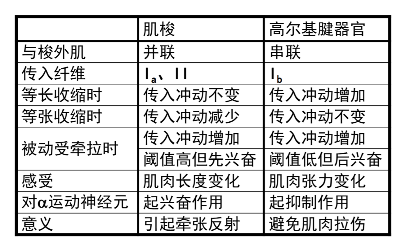 肌梭 高尔基腱器官
与梭外肌 并联 串联
传入纤维 Iₐ、II I_b
等长收缩时 传入冲动不变 传入冲动增加
等张收缩时 传入冲动减少 传入冲动不变
被动受牵拉时 传入冲动增加 传入冲动增加
阈值高但先兴奋 阈值低但后兴奋
感受 肌肉长度变化 肌肉张力变化
对α运动神经元 起兴奋作用 起抑制作用
意义 引起牵张反射 避免肌肉拉伤